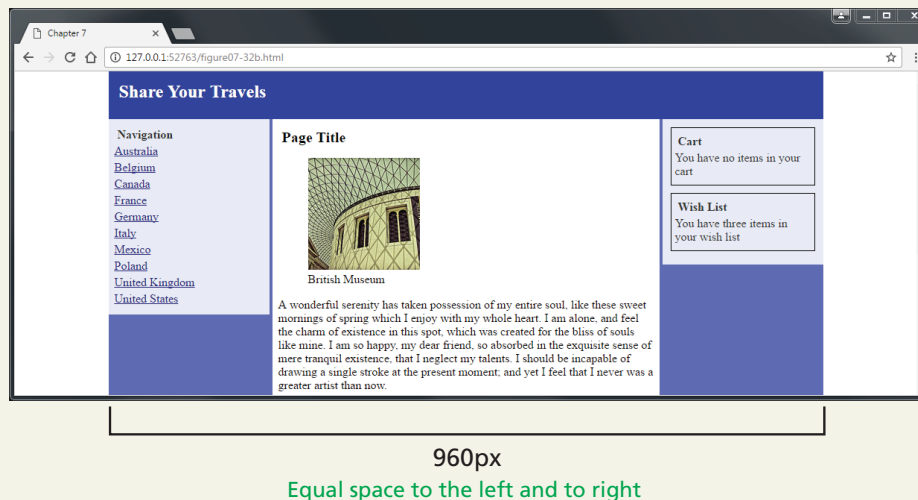 Chapter 7
127.0.0.1:52763/figure07-32b.html
Share Your Travels
Navigation
Australia
Belgium
Canada
France
Germany
Italy
Mexico
Poland
United Kingdom
United States
Page Title
British Museum
A wonderful serenity has taken possession of my entire soul, like these sweet
mornings of spring which I enjoy with my whole heart. I am alone, and feel
the charm of existence in this spot, which was created for the bliss of souls
like mine. I am so happy, my dear friend, so absorbed in the exquisite sense of
mere tranquil existence, that I neglect my talents. I should be incapable of
drawing a single stroke at the present moment; and yet I feel that I never was a
greater artist than now.
Cart
You have no items in your
cart
Wish List
You have three items in
your wish list
960px
Equal space to the left and to right